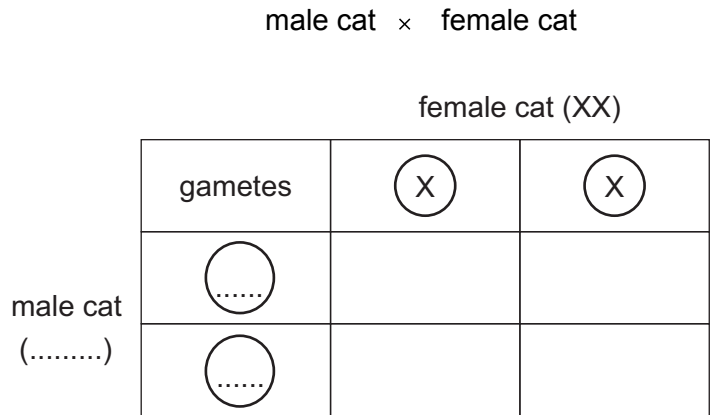 male cat × female cat
female cat (XX)
gametes X X
......
male cat
(.........)
......